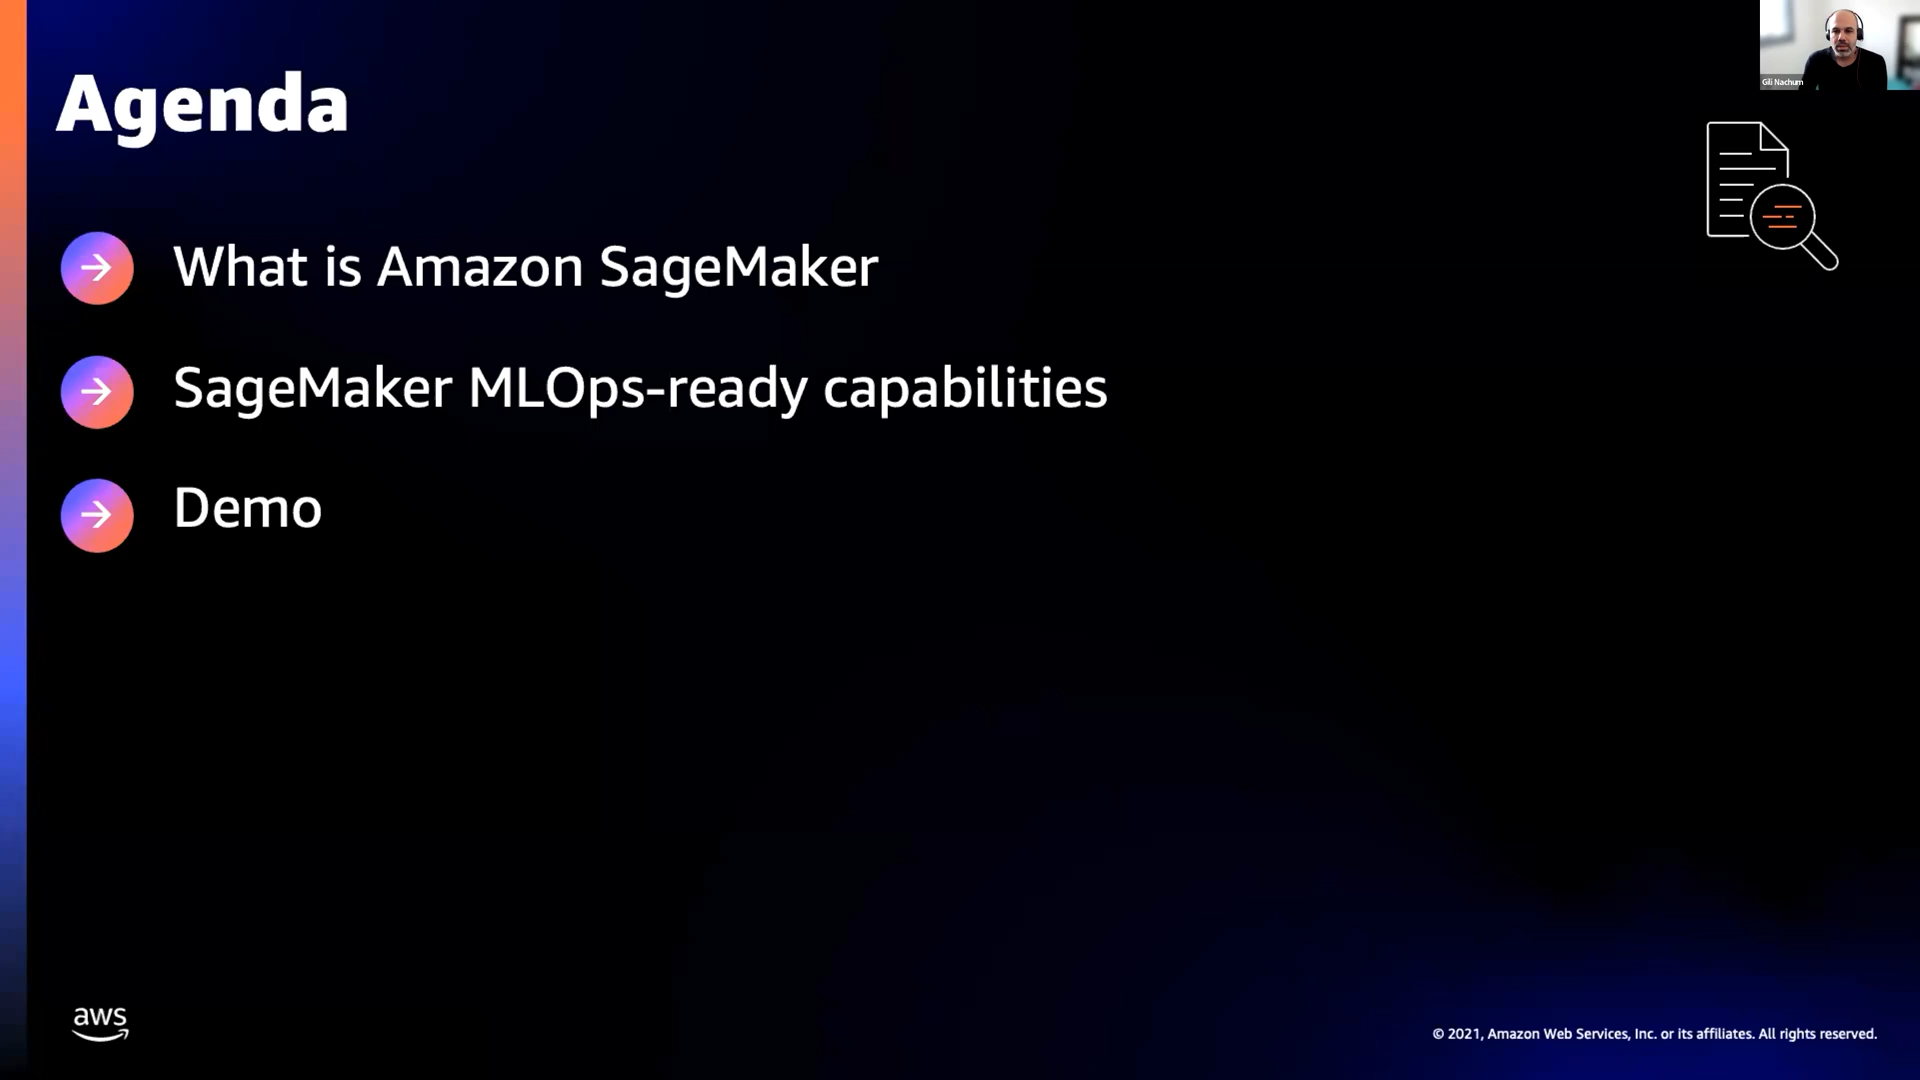 Gili Nachum
Agenda
What is Amazon SageMaker
SageMaker MLOps-ready capabilities
Demo
aws
© 2021, Amazon Web Services, Inc. or its affiliates. All rights reserved.